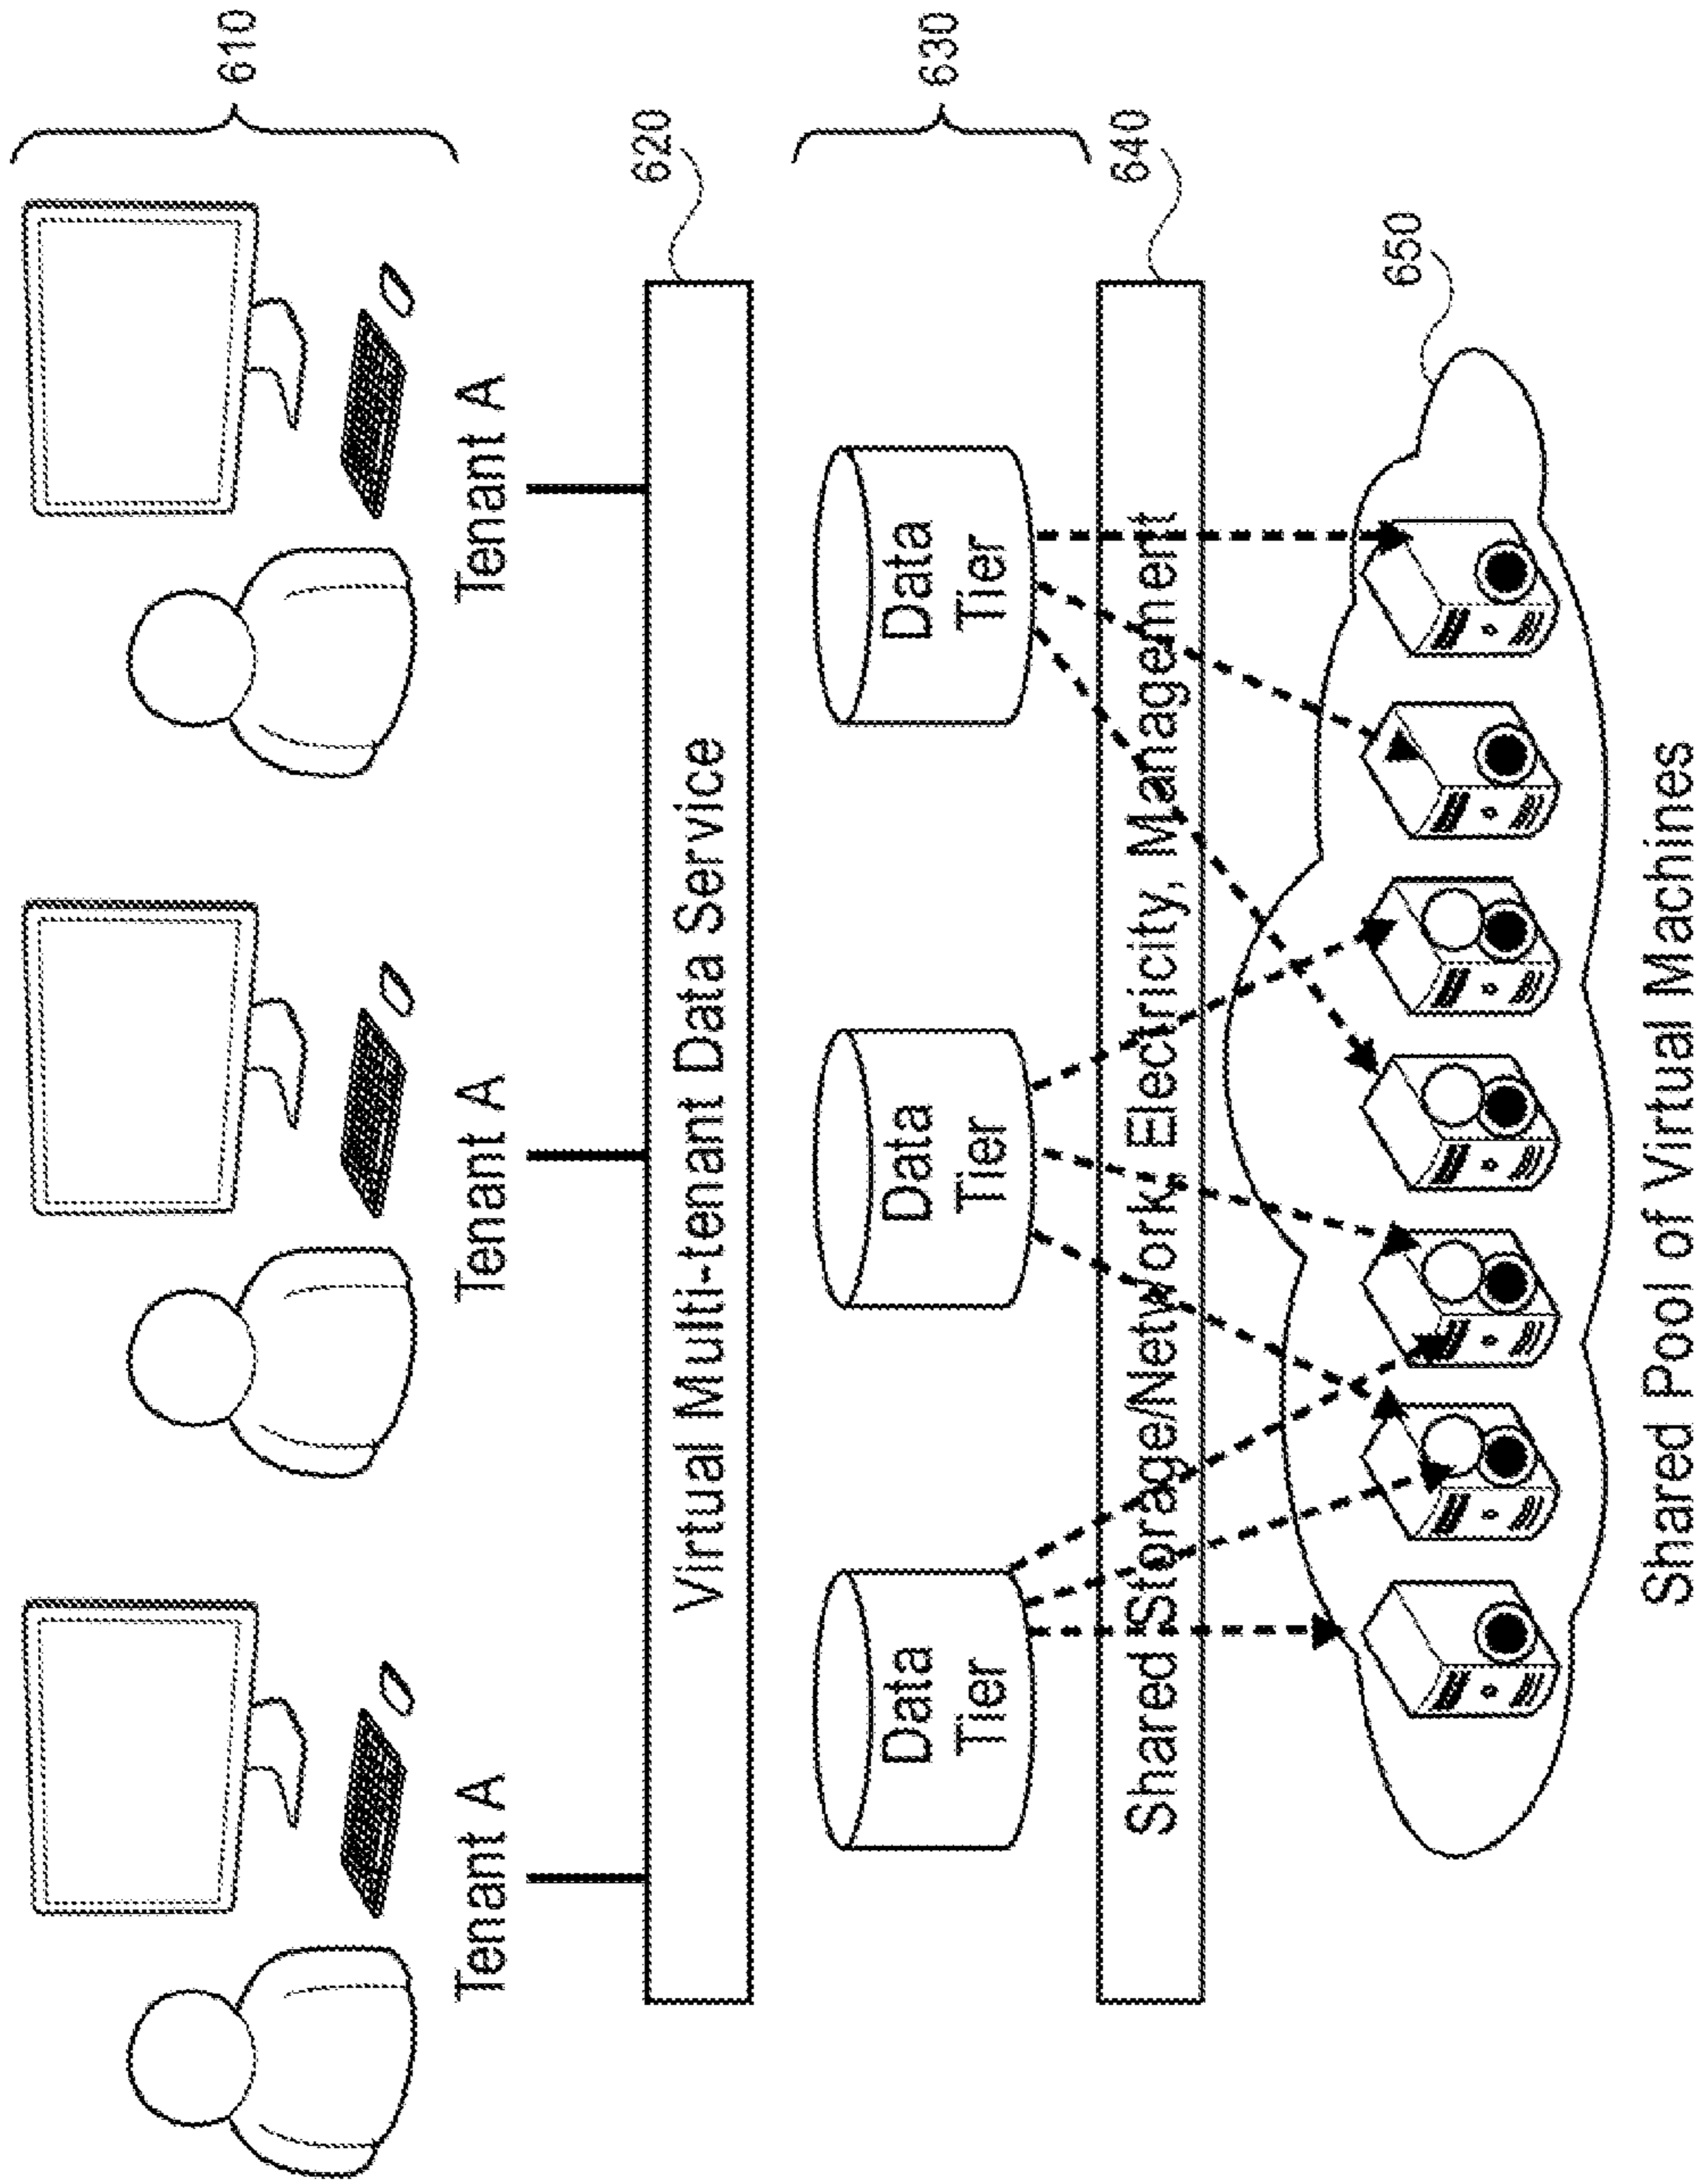 610
Tenant A
Tenant A
Tenant A
620
Virtual Multi-tenant Data Service
630
Data
Tier
Data
Tier
Data
Tier
640
Shared Storage/Network, Electricity, Management
650
Shared Pool of Virtual Machines